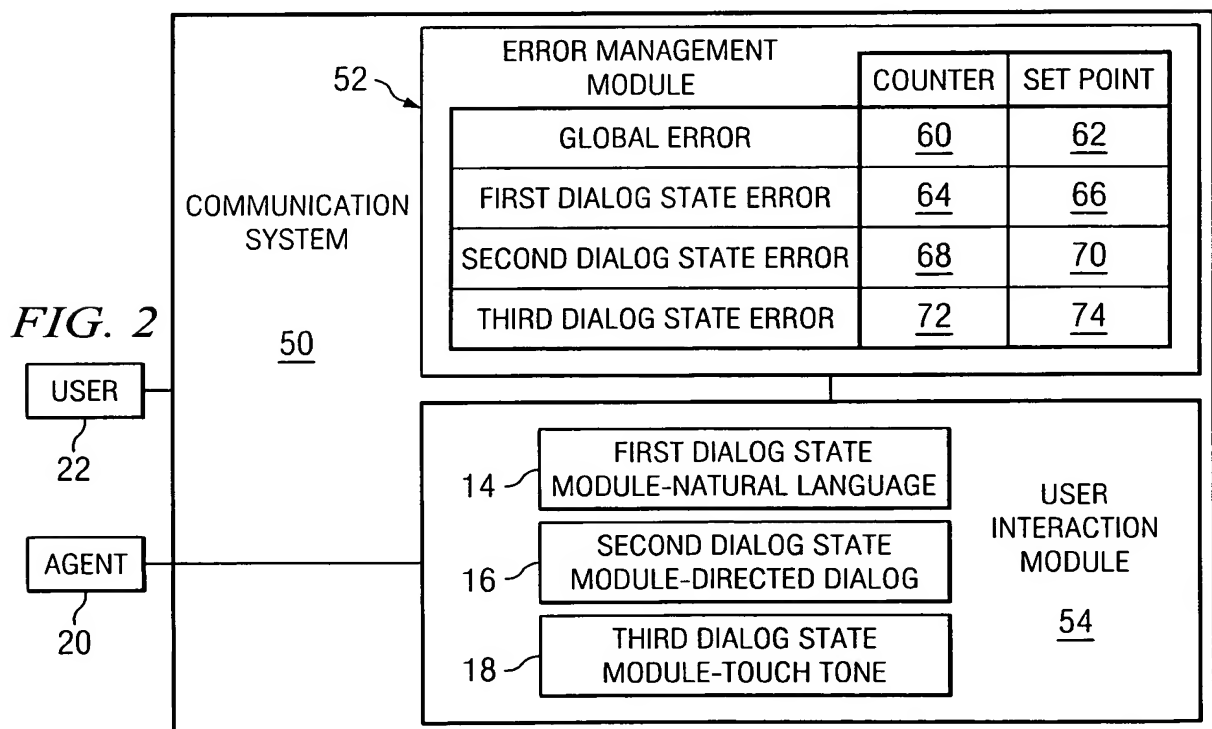 FIG. 2
COMMUNICATION
SYSTEM
50
52
ERROR MANAGEMENT
MODULE
COUNTER
SET POINT
GLOBAL ERROR
60
62
FIRST DIALOG STATE ERROR
64
66
SECOND DIALOG STATE ERROR
68
70
THIRD DIALOG STATE ERROR
72
74
USER
22
AGENT
20
14
FIRST DIALOG STATE
MODULE-NATURAL LANGUAGE
16
SECOND DIALOG STATE
MODULE-DIRECTED DIALOG
18
THIRD DIALOG STATE
MODULE-TOUCH TONE
USER
INTERACTION
MODULE
54